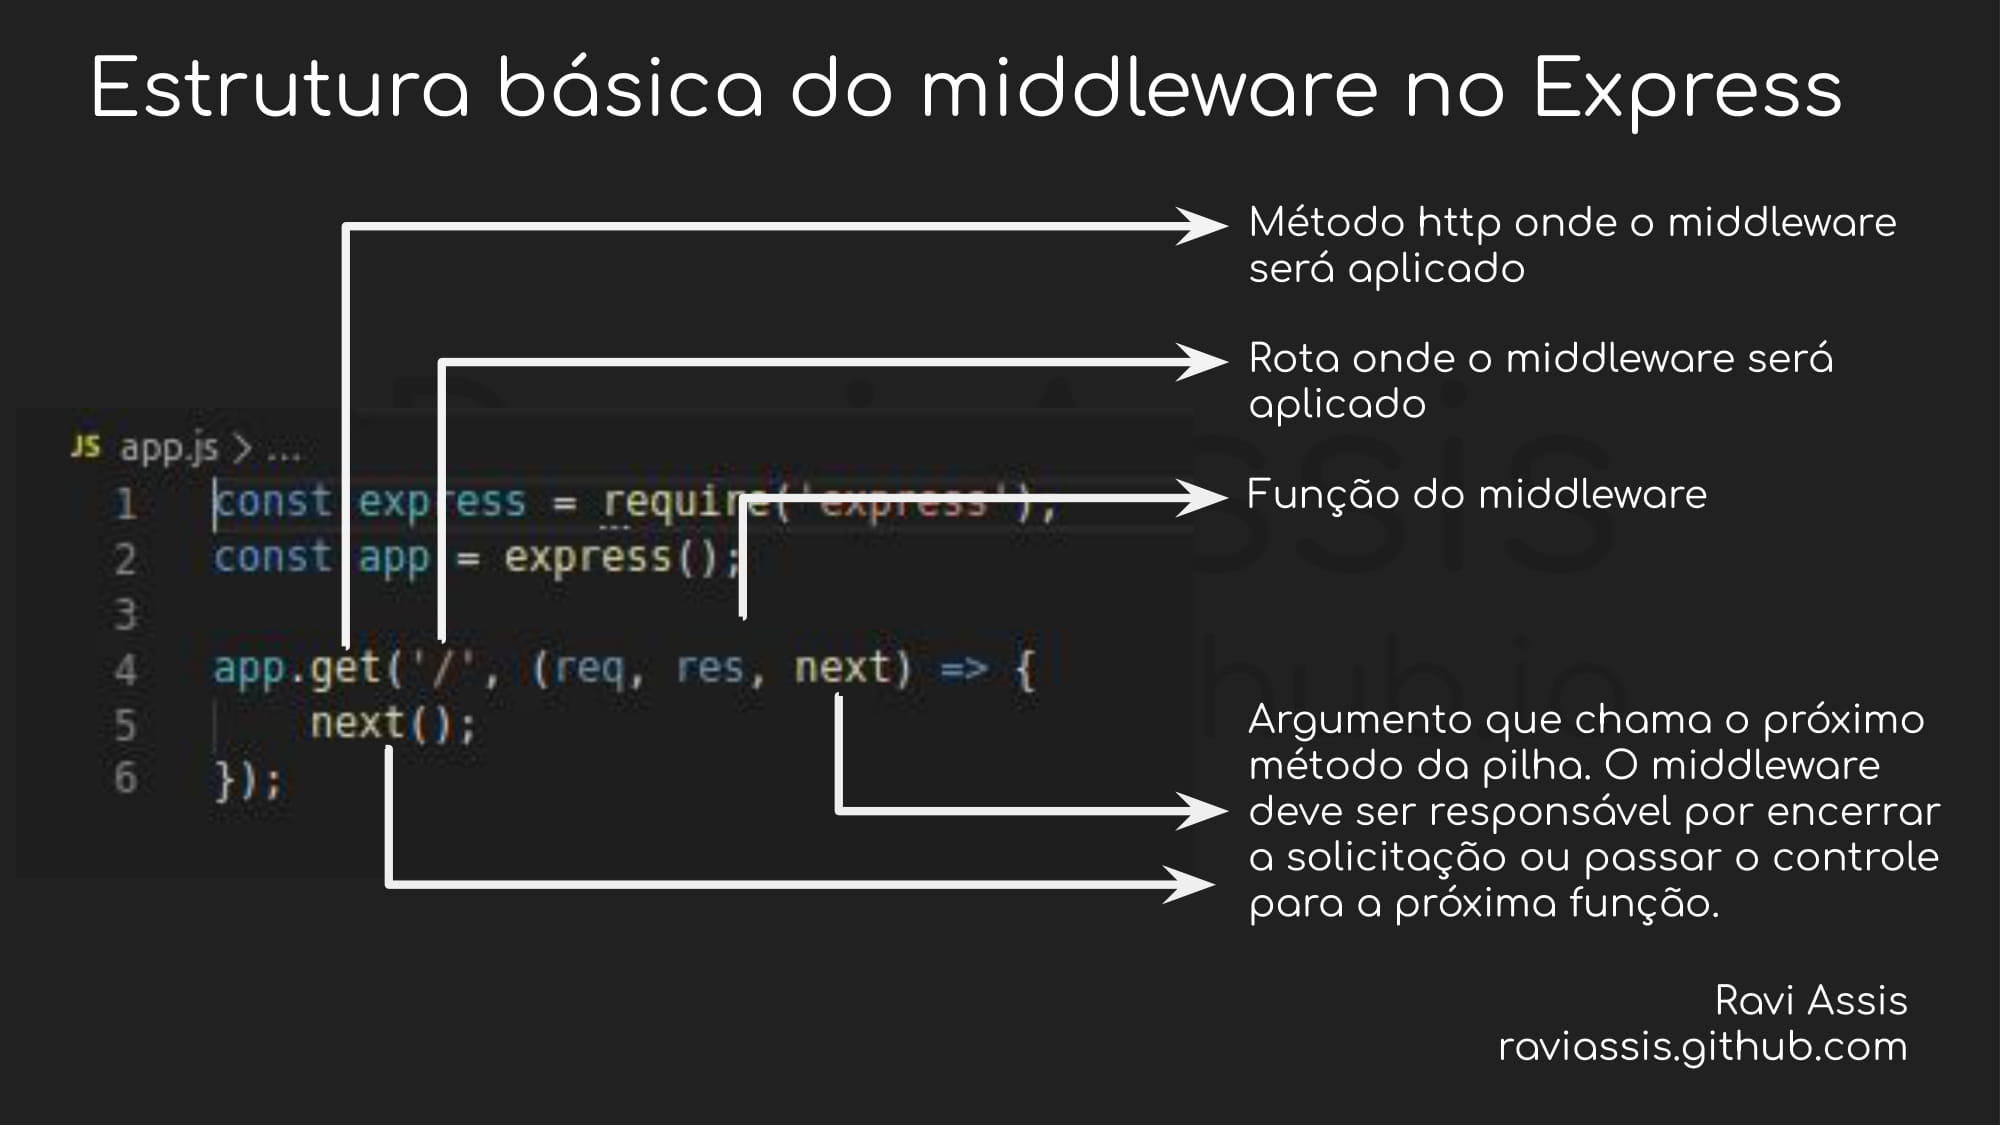 Estrutura básica do middleware no Express
Método http onde o middleware
será aplicado
Rota onde o middleware será
aplicado
Função do middleware
JS app.js > ...
1 const express = require('express');
2 const app = express();
3
4 app.get('/', (req, res, next) => {
5 next();
6 });
Argumento que chama o próximo
método da pilha. O middleware
deve ser responsável por encerrar
a solicitação ou passar o controle
para a próxima função.
Ravi Assis
raviassis.github.com